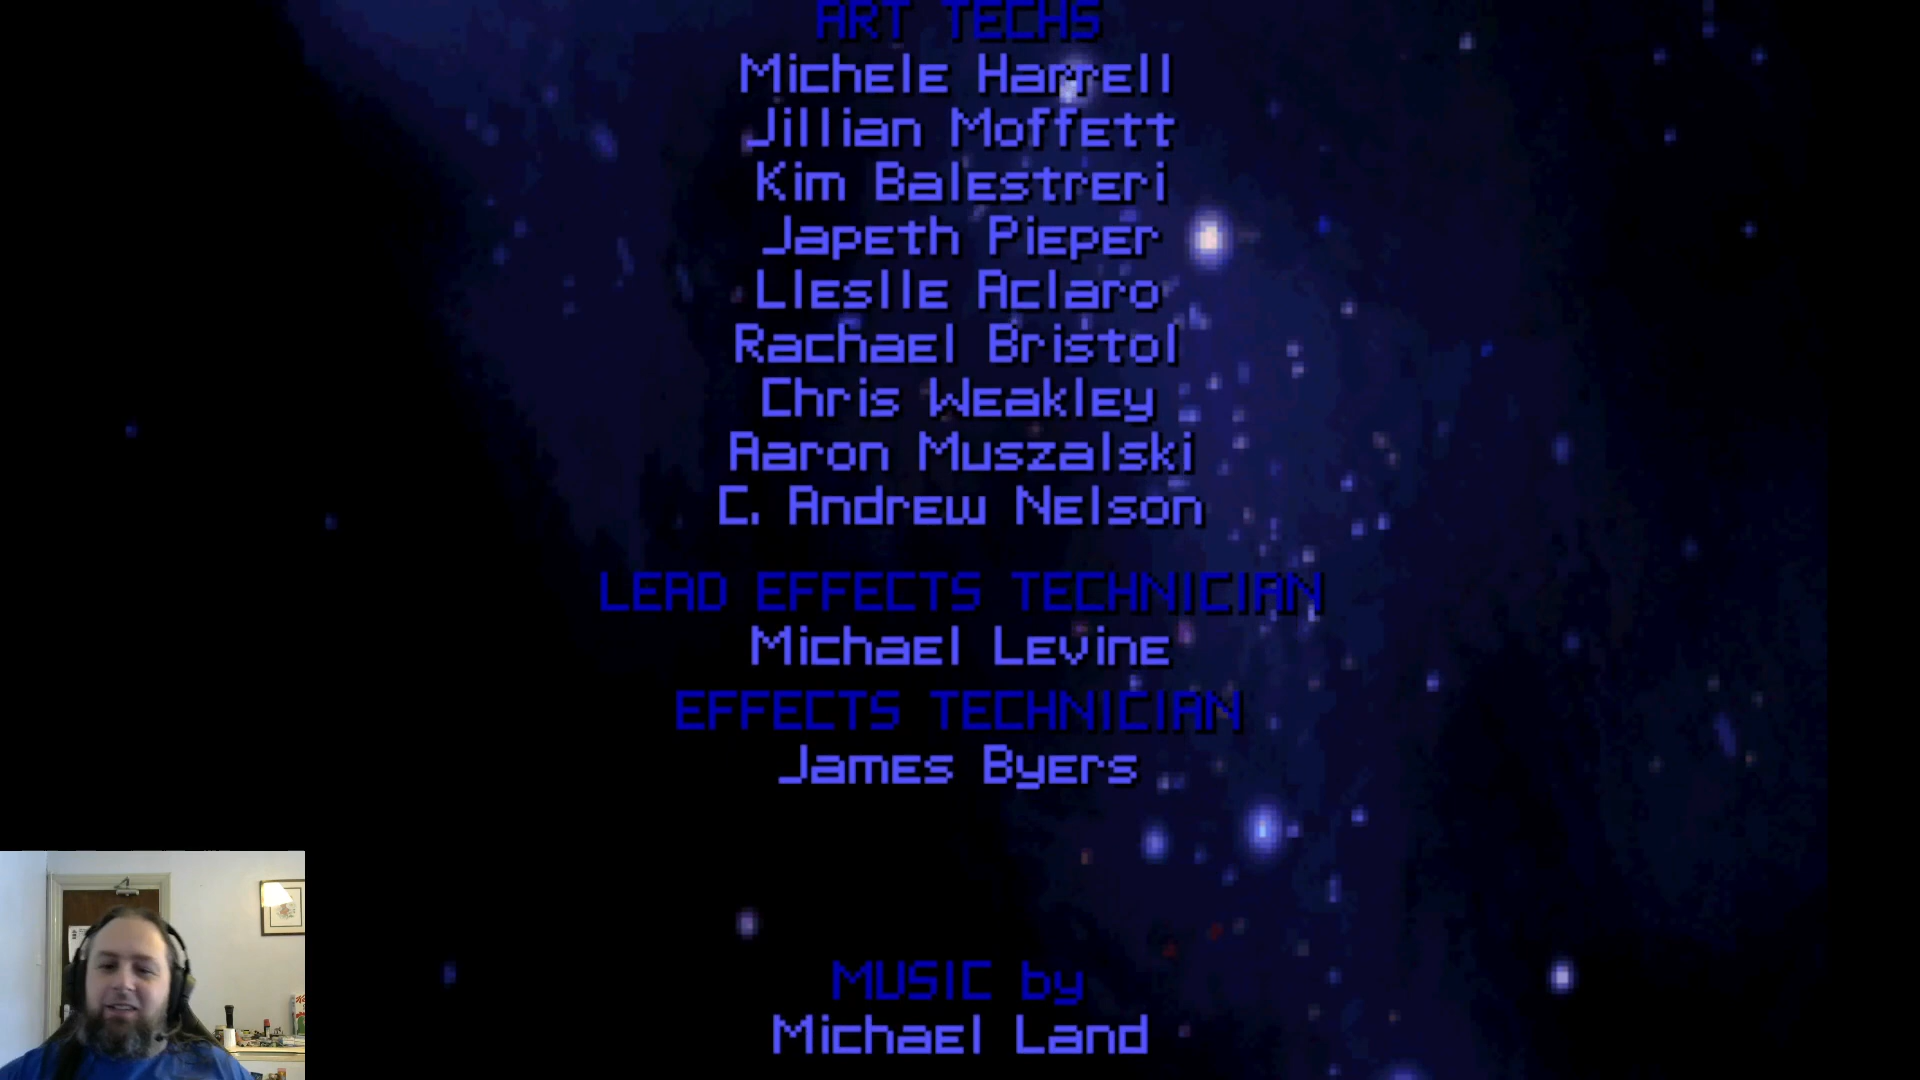 ART TECHS
Michele Harrell
Jillian Moffett
Kim Balestreri
Japeth Pieper
Lleslle Aclaro
Rachael Bristol
Chris Weakley
Aaron Muszalski
C. Andrew Nelson
LEAD EFFECTS TECHNICIAN
Michael Levine
EFFECTS TECHNICIAN
James Byers
MUSIC by
Michael Land